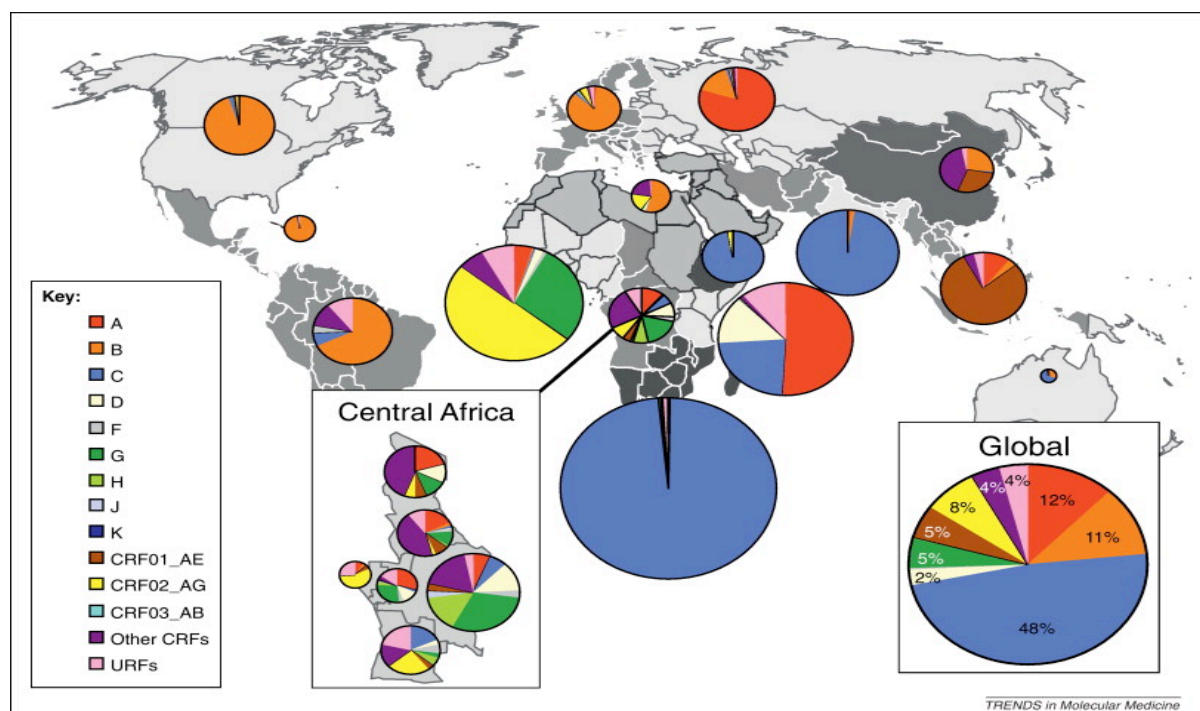 Key:
A
B
C
D
F
G
H
J
K
CRF01_AE
CRF02_AG
CRF03_AB
Other CRFs
URFs
Central Africa
Global
4%
4%
12%
8%
11%
5%
5%
2%
48%
TRENDS in Molecular Medicine